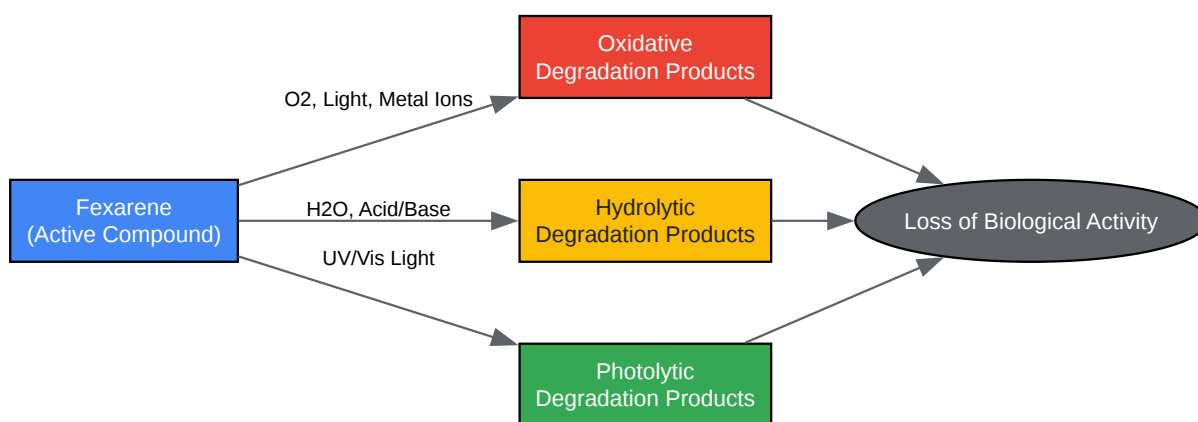 Oxidative
Degradation Products
O2, Light, Metal Ions
Fexarene
(Active Compound)
H2O, Acid/Base
Hydrolytic
Degradation Products
Loss of Biological Activity
UV/Vis Light
Photolytic
Degradation Products